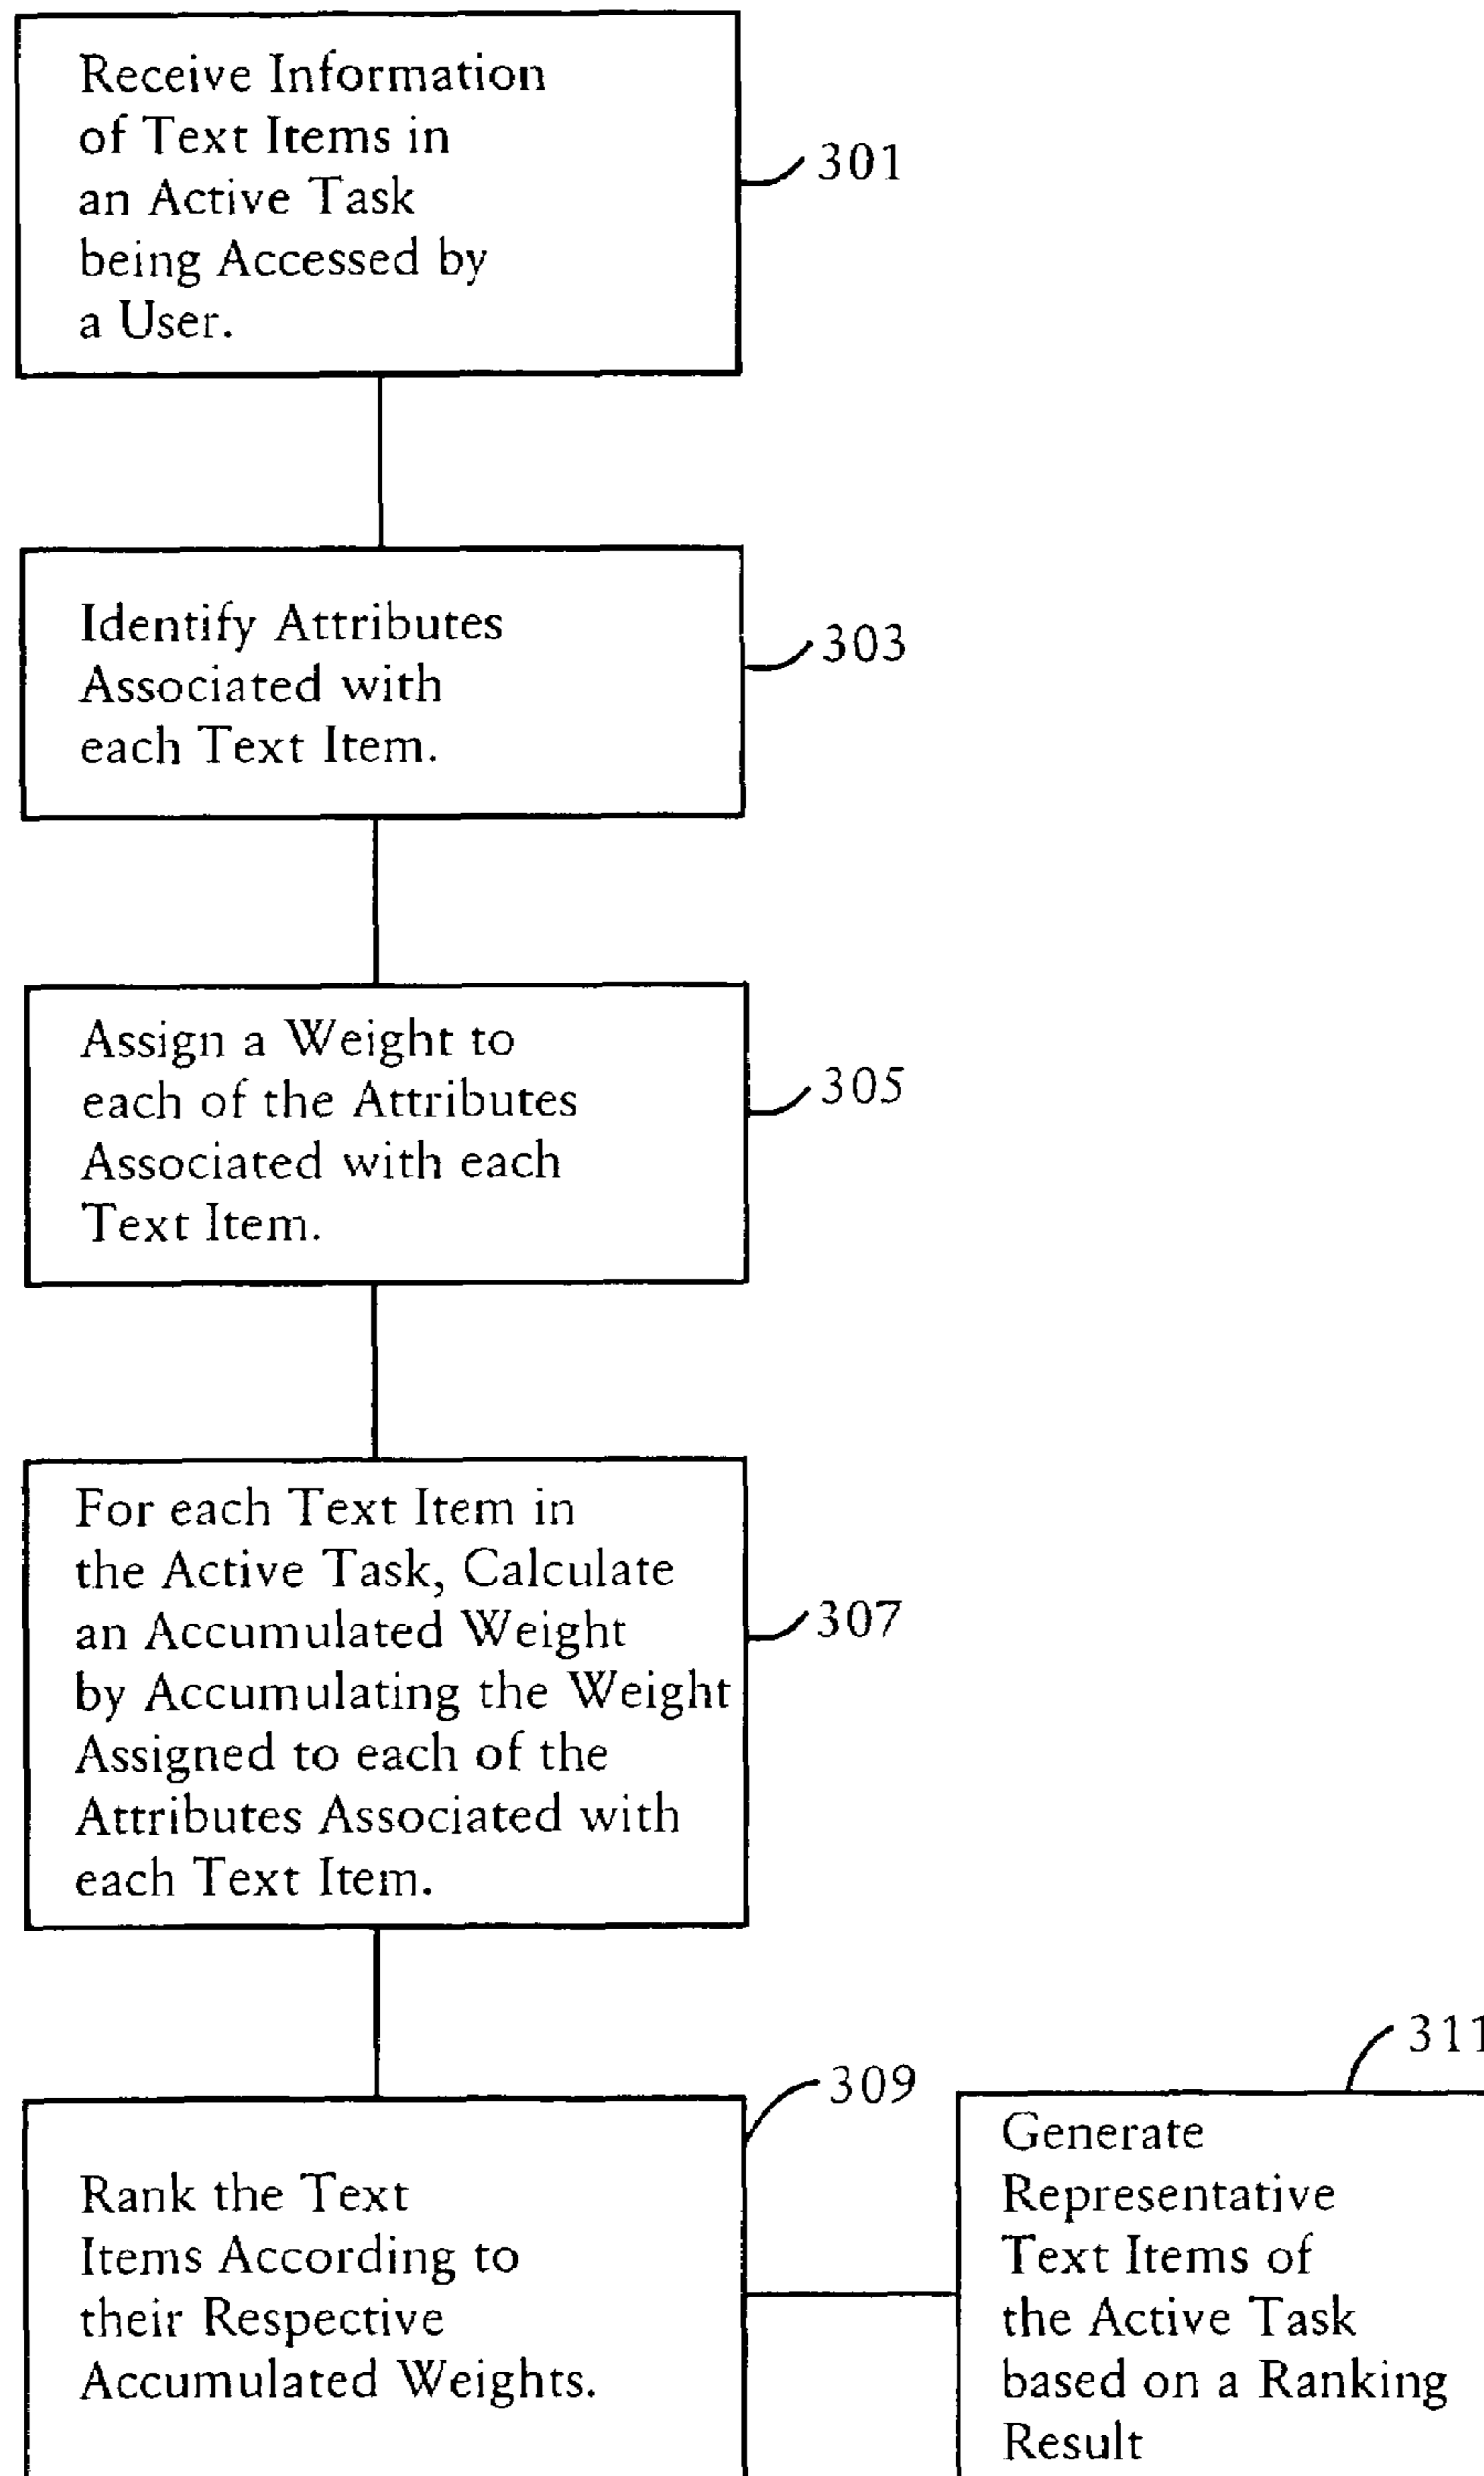 Receive Information
of Text Items in
an Active Task
being Accessed by
a User.
301
Identify Attributes
Associated with
each Text Item.
303
Assign a Weight to
each of the Attributes
Associated with each
Text Item.
305
For each Text Item in
the Active Task, Calculate
an Accumulated Weight
by Accumulating the Weight
Assigned to each of the
Attributes Associated with
each Text Item.
307
Rank the Text
Items According to
their Respective
Accumulated Weights.
309
311
Generate
Representative
Text Items of
the Active Task
based on a Ranking
Result